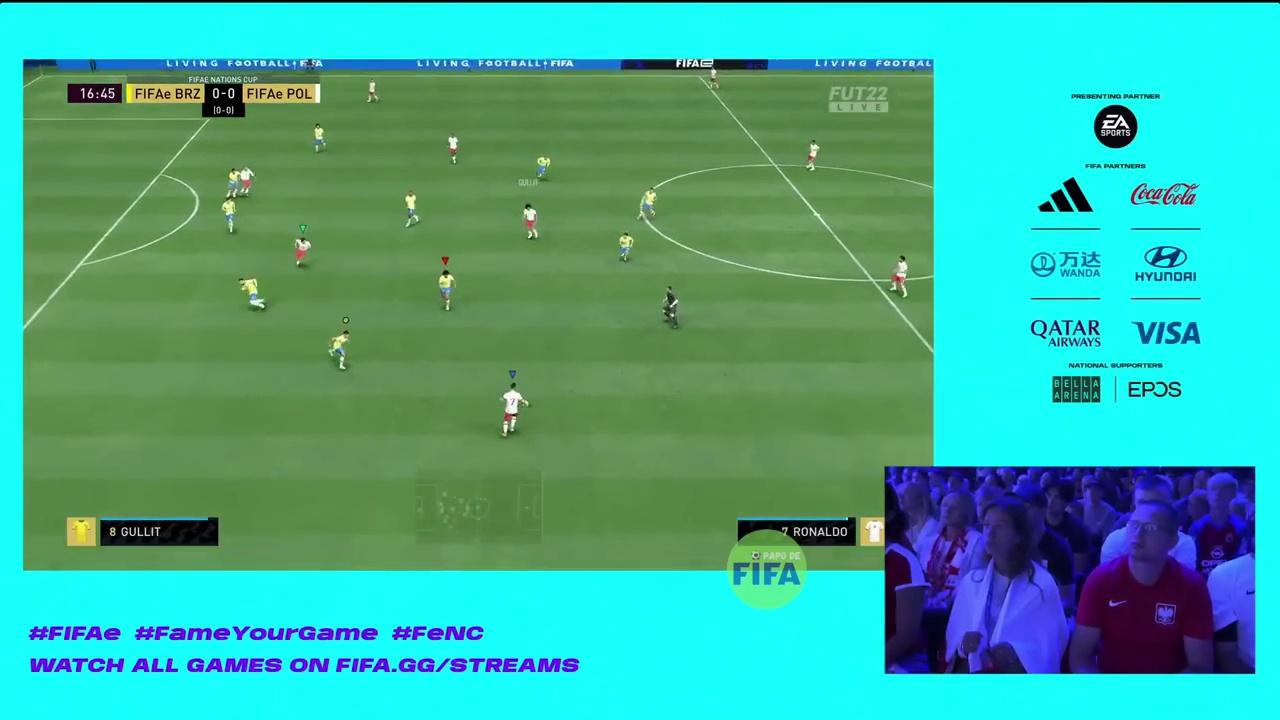 LIVING FOOTBALL FIFA
LIVING FOOTBALL FIFA
FIFAe
LIVING FOOTBAL
FIFAE NATIONS CUP
16:45
FIFAe BRZ
0-0
FIFAe POL
[0-0]
FUT22
LIVE
GULLIT
7
8 GULLIT
7 RONALDO
PAPO DE
FIFA
PRESENTING PARTNER
EA
SPORTS
FIFA PARTNERS
Coca-Cola
万达
WANDA
HYUNDAI
QATAR
AIRWAYS
VISA
NATIONAL SUPPORTERS
BELLA
ARENA
EPOS
#FIFAe #FameYourGame #FeNC
WATCH ALL GAMES ON FIFA.GG/STREAMS